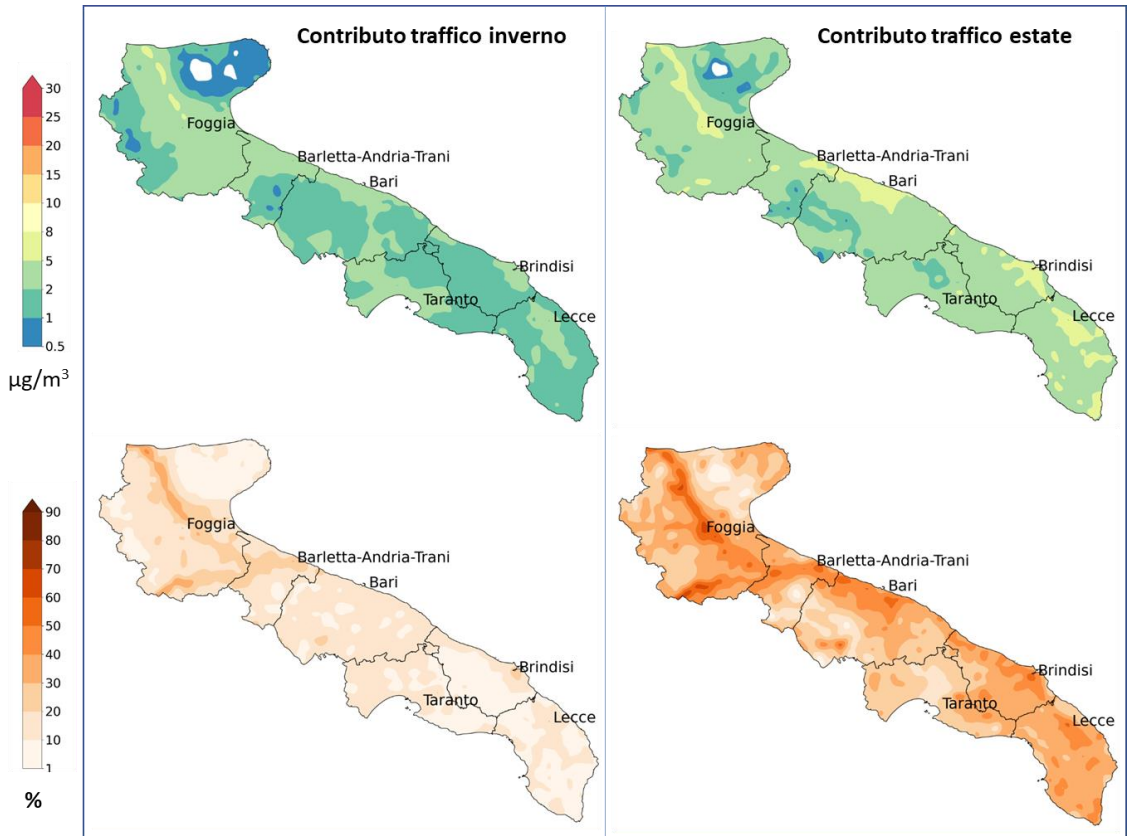 Contributo traffico inverno
Contributo traffico estate
30
25
20
15
10
8
5
2
1
0.5
µg/m³
Foggia
Barletta-Andria-Trani
Bari
Brindisi
Taranto
Lecce
Foggia
Barletta-Andria-Trani
Bari
Brindisi
Taranto
Lecce
90
80
70
60
50
40
30
20
10
1
%
Foggia
Barletta-Andria-Trani
Bari
Brindisi
Taranto
Lecce
Foggia
Barletta-Andria-Trani
Bari
Brindisi
Taranto
Lecce